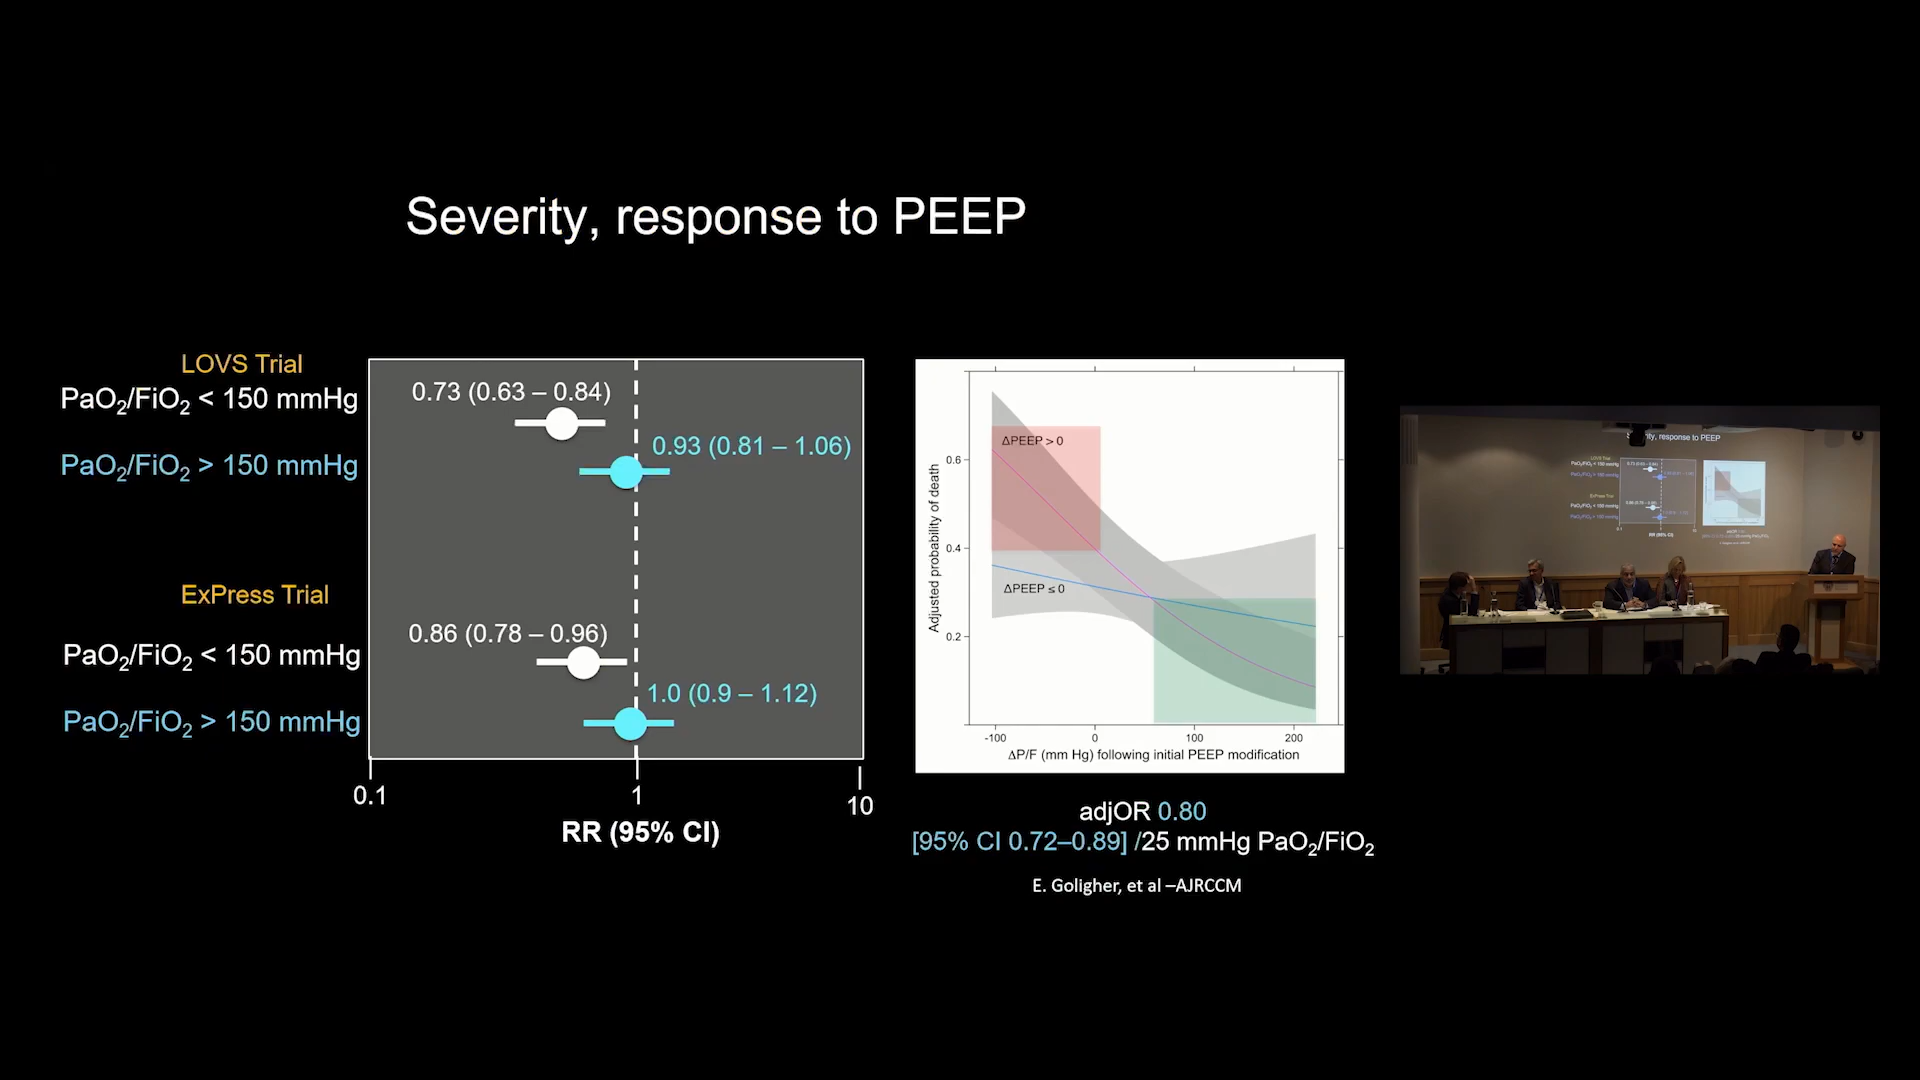 Severity, response to PEEP
LOVS Trial
PaO₂/FiO₂ < 150 mmHg
0.73 (0.63 – 0.84)
PaO₂/FiO₂ > 150 mmHg
0.93 (0.81 – 1.06)
ExPress Trial
PaO₂/FiO₂ < 150 mmHg
0.86 (0.78 – 0.96)
PaO₂/FiO₂ > 150 mmHg
1.0 (0.9 – 1.12)
0.1
1
10
RR (95% CI)
Adjusted probability of death
0.6
0.4
0.2
ΔPEEP > 0
ΔPEEP ≤ 0
-100
0
100
200
ΔP/F (mm Hg) following initial PEEP modification
adjOR 0.80
[95% CI 0.72–0.89] /25 mmHg PaO₂/FiO₂
E. Goligher, et al –AJRCCM
response to PEEP